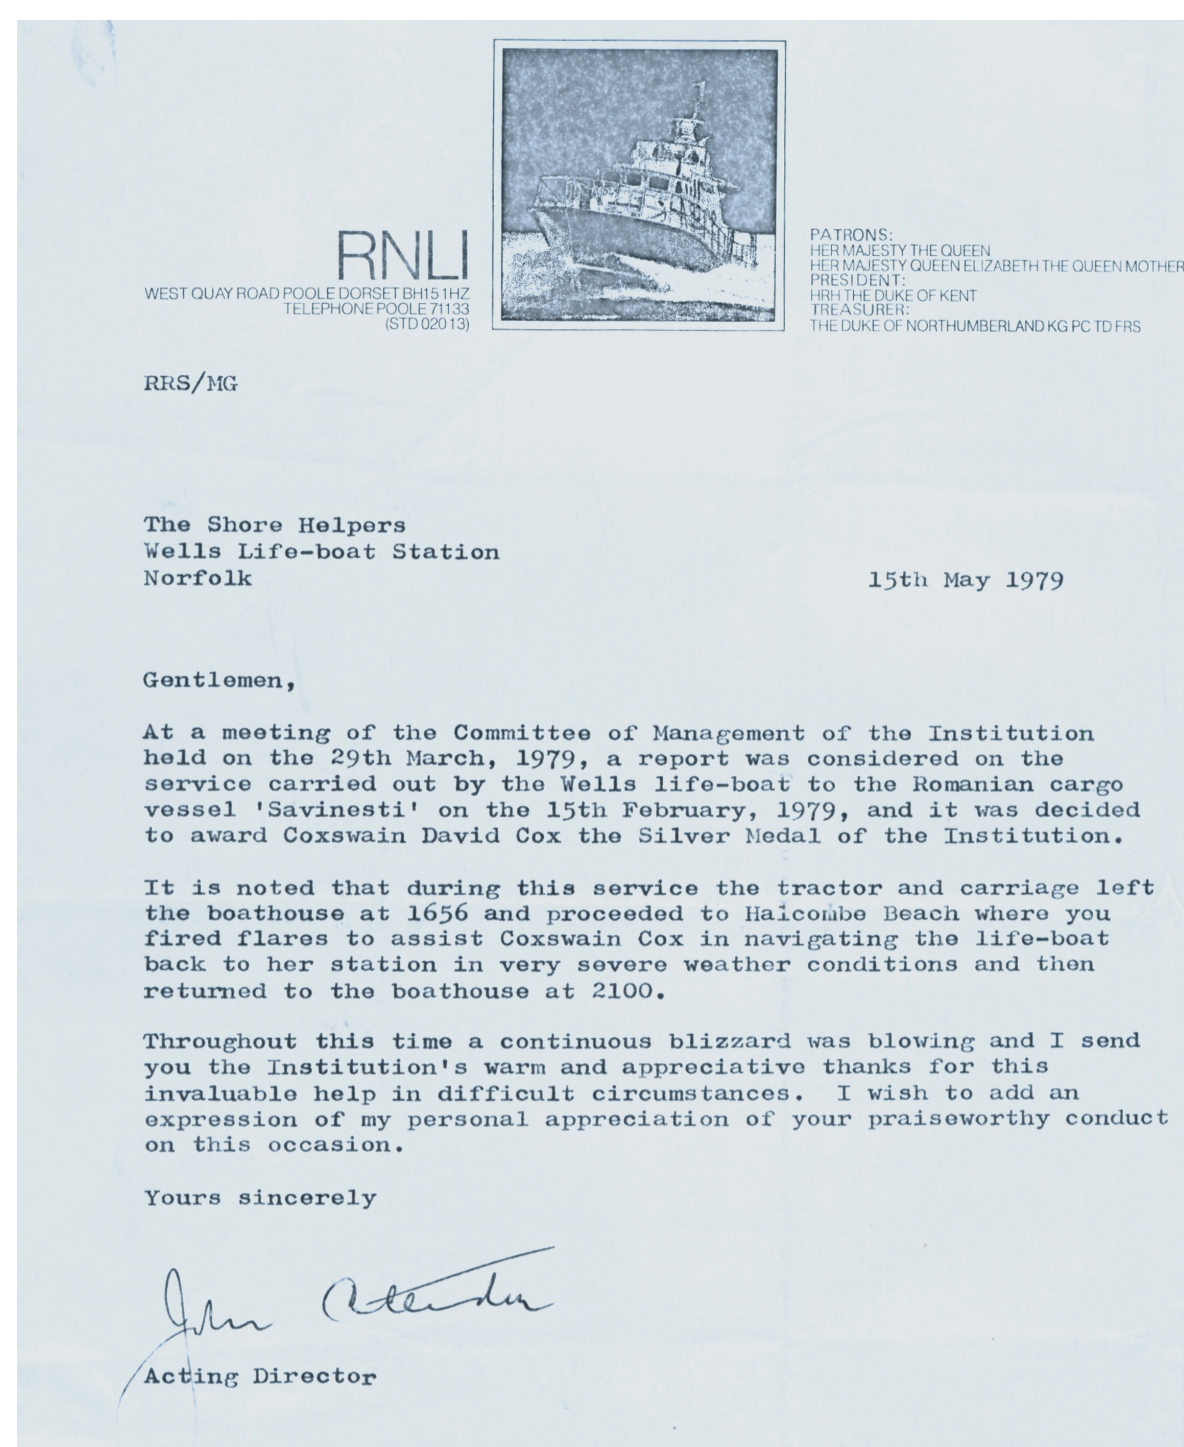 RNLI
WEST QUAY ROAD POOLE DORSET BH15 1HZ
TELEPHONE POOLE 71133
(STD 020 13)
PATRONS:
HER MAJESTY THE QUEEN
HER MAJESTY QUEEN ELIZABETH THE QUEEN MOTHER
PRESIDENT:
HRH THE DUKE OF KENT
TREASURER:
THE DUKE OF NORTHUMBERLAND KG PC TD FRS
RRS/MG
The Shore Helpers
Wells Life-boat Station
Norfolk
15th May 1979
Gentlemen,
At a meeting of the Committee of Management of the Institution
held on the 29th March, 1979, a report was considered on the
service carried out by the Wells life-boat to the Romanian cargo
vessel 'Savinesti' on the 15th February, 1979, and it was decided
to award Coxswain David Cox the Silver Medal of the Institution.
It is noted that during this service the tractor and carriage left
the boathouse at 1656 and proceeded to Halcombe Beach where you
fired flares to assist Coxswain Cox in navigating the life-boat
back to her station in very severe weather conditions and then
returned to the boathouse at 2100.
Throughout this time a continuous blizzard was blowing and I send
you the Institution's warm and appreciative thanks for this
invaluable help in difficult circumstances.  I wish to add an
expression of my personal appreciation of your praiseworthy conduct
on this occasion.
Yours sincerely
John
Acting Director